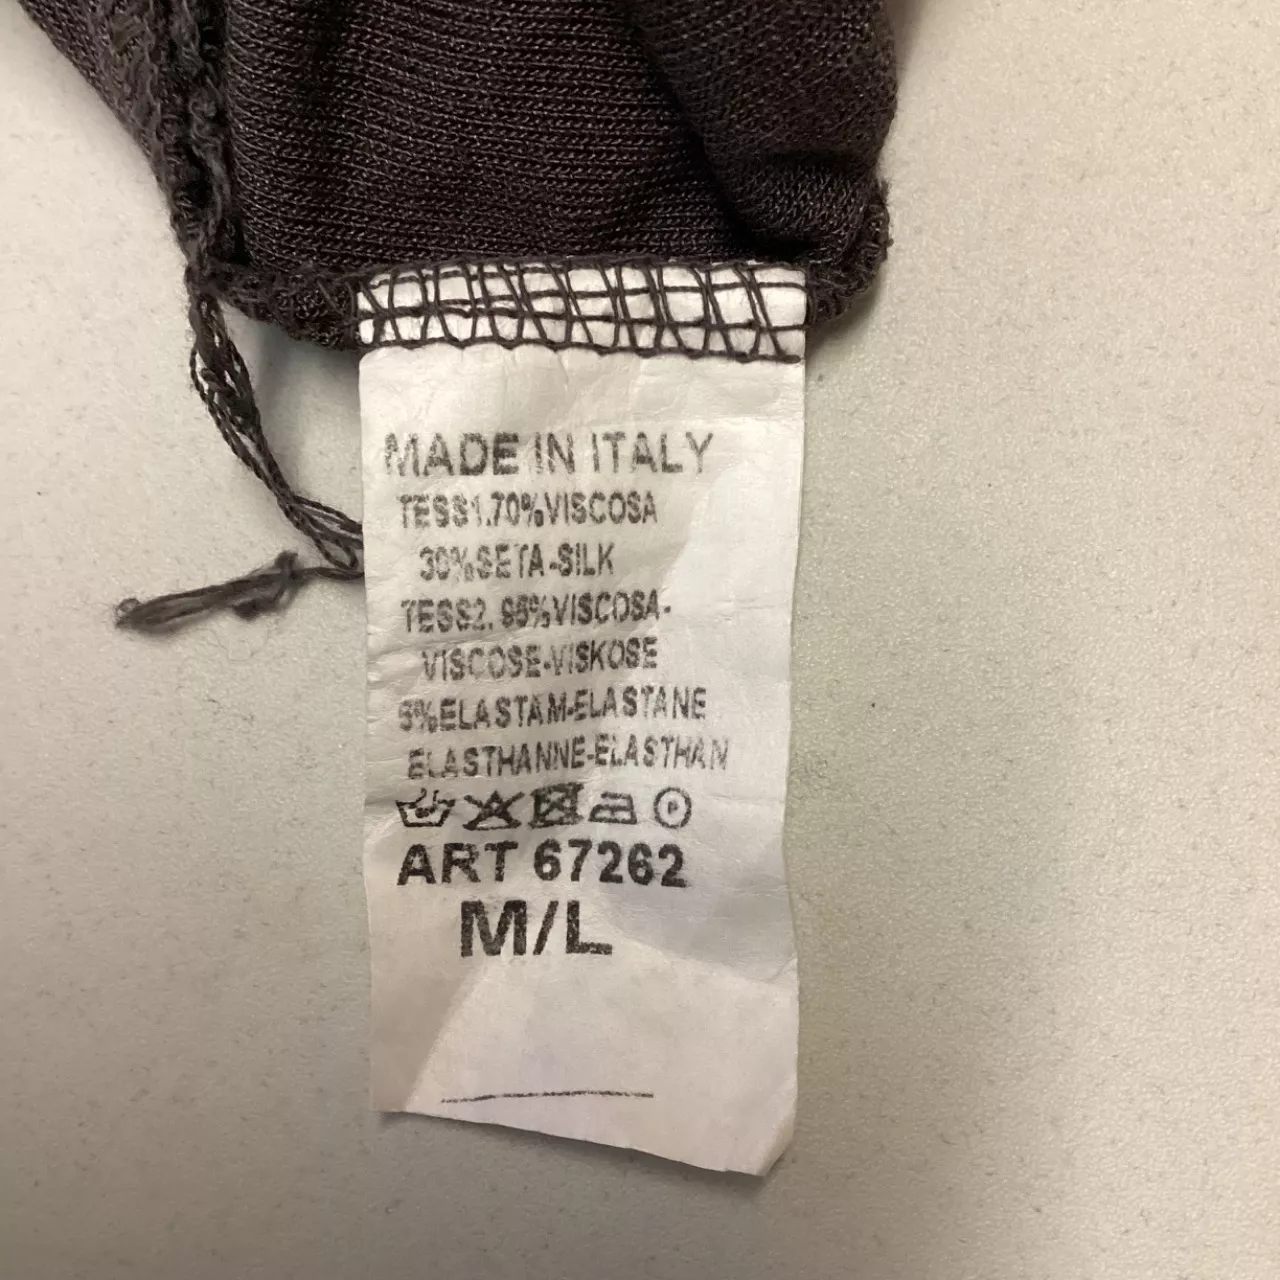 MADE IN ITALY
TESS1.70%VISCOSA
30%SETA-SILK
TESS2. 95%VISCOSA-
VISCOSE-VISKOSE
5%ELASTAM-ELASTANE
ELASTHANNE-ELASTHAN
P
ART 67262
M/L